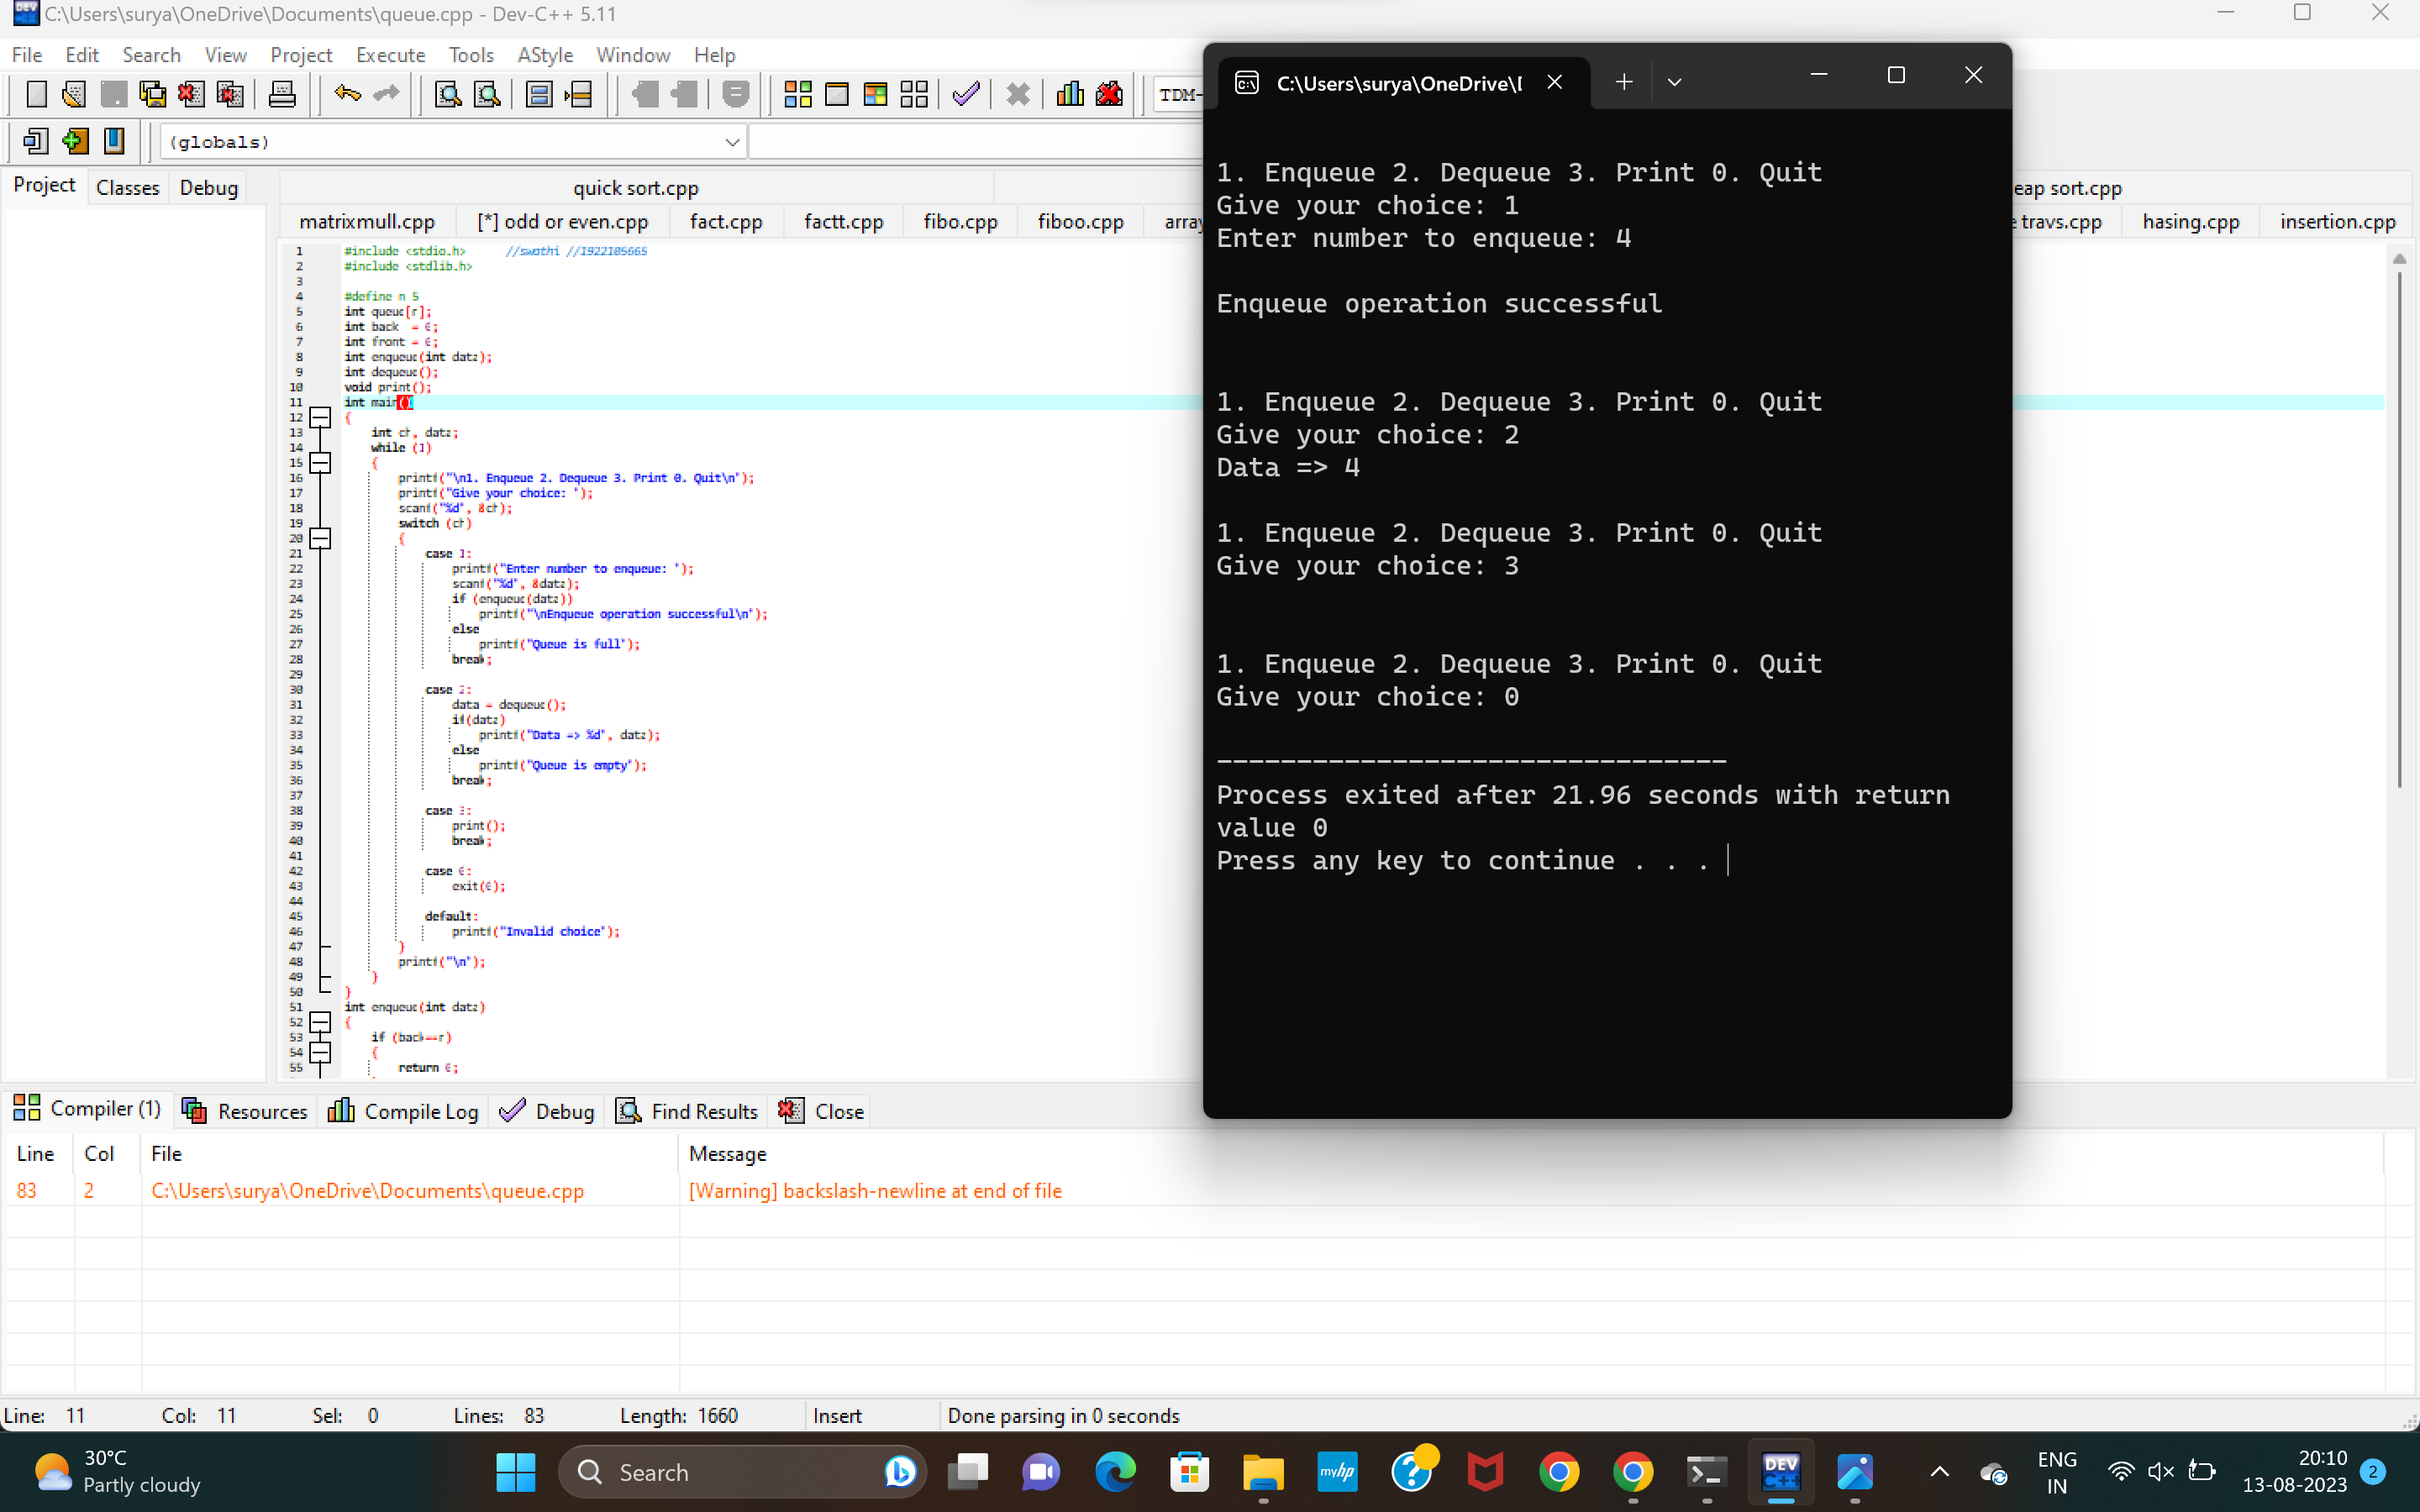 C:\Users\surya\OneDrive\Documents\queue.cpp - Dev-C++ 5.11
File Edit Search View Project Execute Tools AStyle Window Help
TDM-
(globals)
Project Classes Debug
quick sort.cpp
eap sort.cpp
matrixmull.cpp [*] odd or even.cpp fact.cpp factt.cpp fibo.cpp fiboo.cpp array
travs.cpp hasing.cpp insertion.cpp
1 #include <stdio.h> //swathi //1922105665
2 #include <stdlib.h>
3
4 #define n 5
5 int queue[n];
6 int back = 0;
7 int front = 0;
8 int enqueue(int data);
9 int dequeue();
10 void print();
11 int main()
12 {
13 int ch, data;
14 while (1)
15 {
16 printf("\n1. Enqueue 2. Dequeue 3. Print 0. Quit\n");
17 printf("Give your choice: ");
18 scanf("%d", &ch);
19 switch (ch)
20 {
21 case 1:
22 printf("Enter number to enqueue: ");
23 scanf("%d", &data);
24 if (enqueue(data))
25 printf("\nEnqueue operation successful\n");
26 else
27 printf("Queue is full");
28 break;
29
30 case 2:
31 data = dequeue();
32 if(data)
33 printf("Data => %d", data);
34 else
35 printf("Queue is empty");
36 break;
37
38 case 3:
39 print();
40 break;
41
42 case 0:
43 exit(0);
44
45 default:
46 printf("Invalid choice");
47 }
48 printf("\n");
49 }
50 }
51 int enqueue(int data)
52 {
53 if (back==n)
54 {
55 return 0;
C:\Users\surya\OneDrive\[
1. Enqueue 2. Dequeue 3. Print 0. Quit
Give your choice: 1
Enter number to enqueue: 4
Enqueue operation successful
1. Enqueue 2. Dequeue 3. Print 0. Quit
Give your choice: 2
Data => 4
1. Enqueue 2. Dequeue 3. Print 0. Quit
Give your choice: 3
1. Enqueue 2. Dequeue 3. Print 0. Quit
Give your choice: 0
--------------------------------
Process exited after 21.96 seconds with return
value 0
Press any key to continue . . .
Compiler (1) Resources Compile Log Debug Find Results Close
Line Col File Message
83 2 C:\Users\surya\OneDrive\Documents\queue.cpp [Warning] backslash-newline at end of file
Line: 11 Col: 11 Sel: 0 Lines: 83 Length: 1660 Insert Done parsing in 0 seconds
30°C
Partly cloudy
Search
myhp
DEV
C++
ENG
IN
20:10
13-08-2023
2